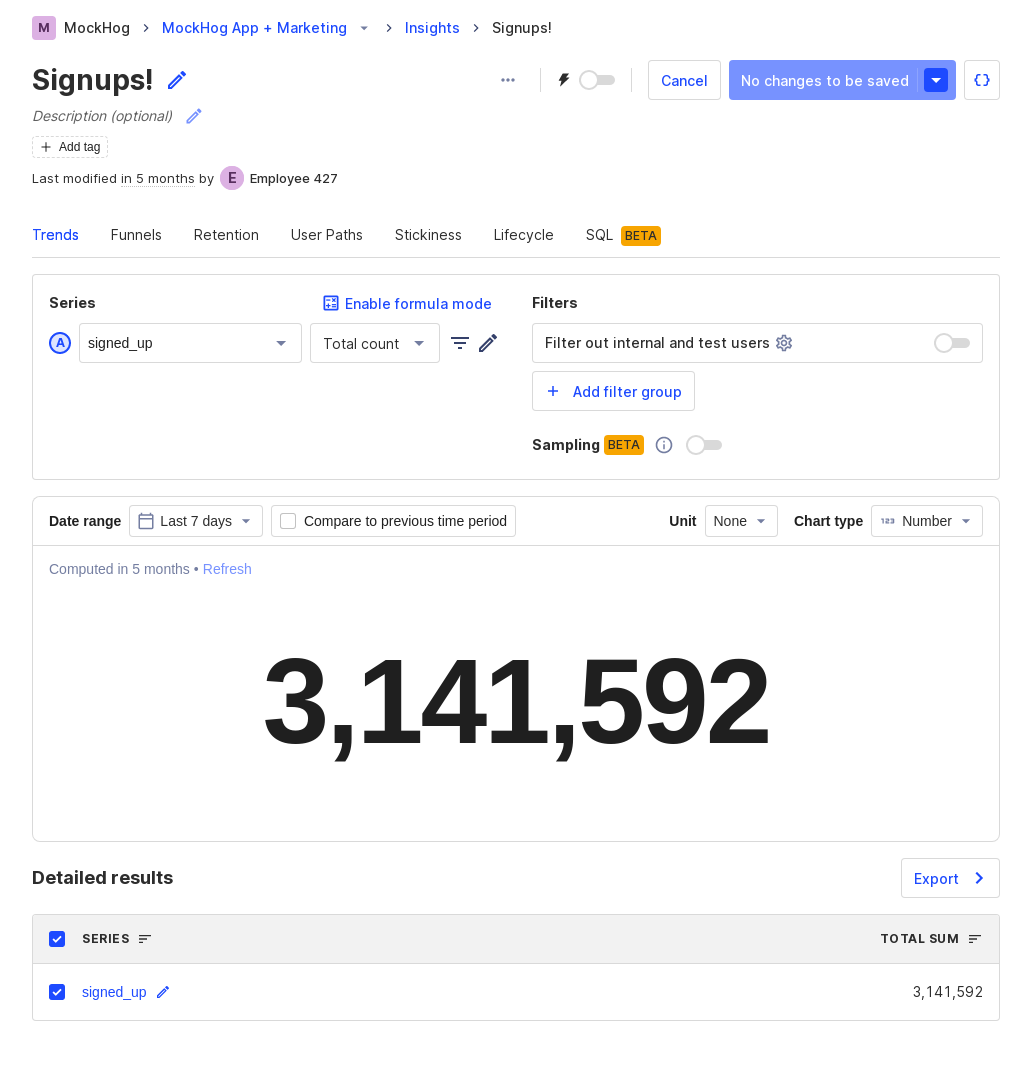 M MockHog MockHog App + Marketing Insights Signups!
Signups!
Cancel No changes to be saved
Description (optional)
Add tag
Last modified in 5 months by E Employee 427
Trends Funnels Retention User Paths Stickiness Lifecycle SQL BETA
Series Enable formula mode Filters
A signed_up Total count Filter out internal and test users
Add filter group
Sampling BETA
Date range Last 7 days Compare to previous time period Unit None Chart type 123 Number
Computed in 5 months • Refresh
3,141,592
Detailed results Export
SERIES TOTAL SUM
signed_up 3,141,592